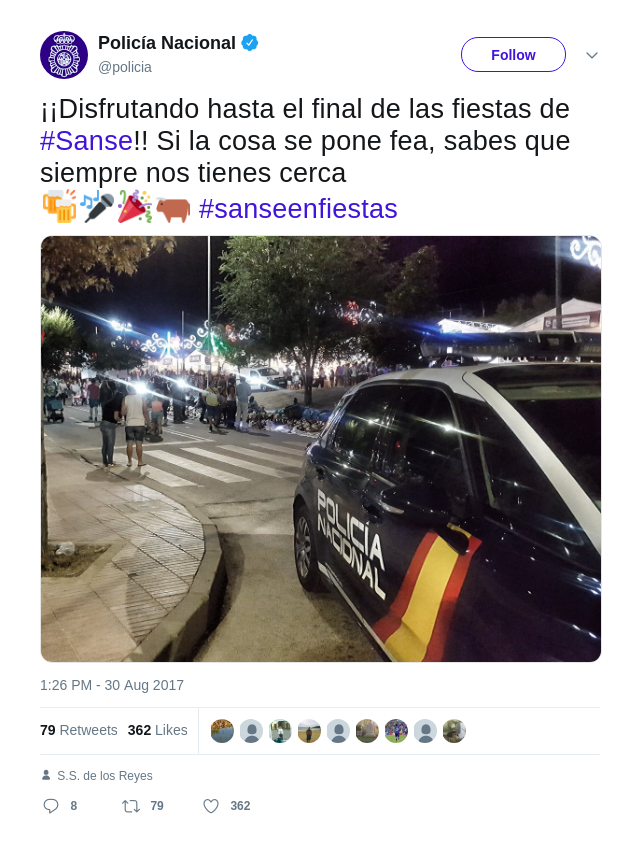 Policía Nacional
@policia
Follow
¡¡Disfrutando hasta el final de las fiestas de
#Sanse!! Si la cosa se pone fea, sabes que
siempre nos tienes cerca
🍻🎤🎉🐂 #sanseenfiestas
POLICÍA
NACIONAL
1:26 PM - 30 Aug 2017
79 Retweets 362 Likes
S.S. de los Reyes
8 79 362